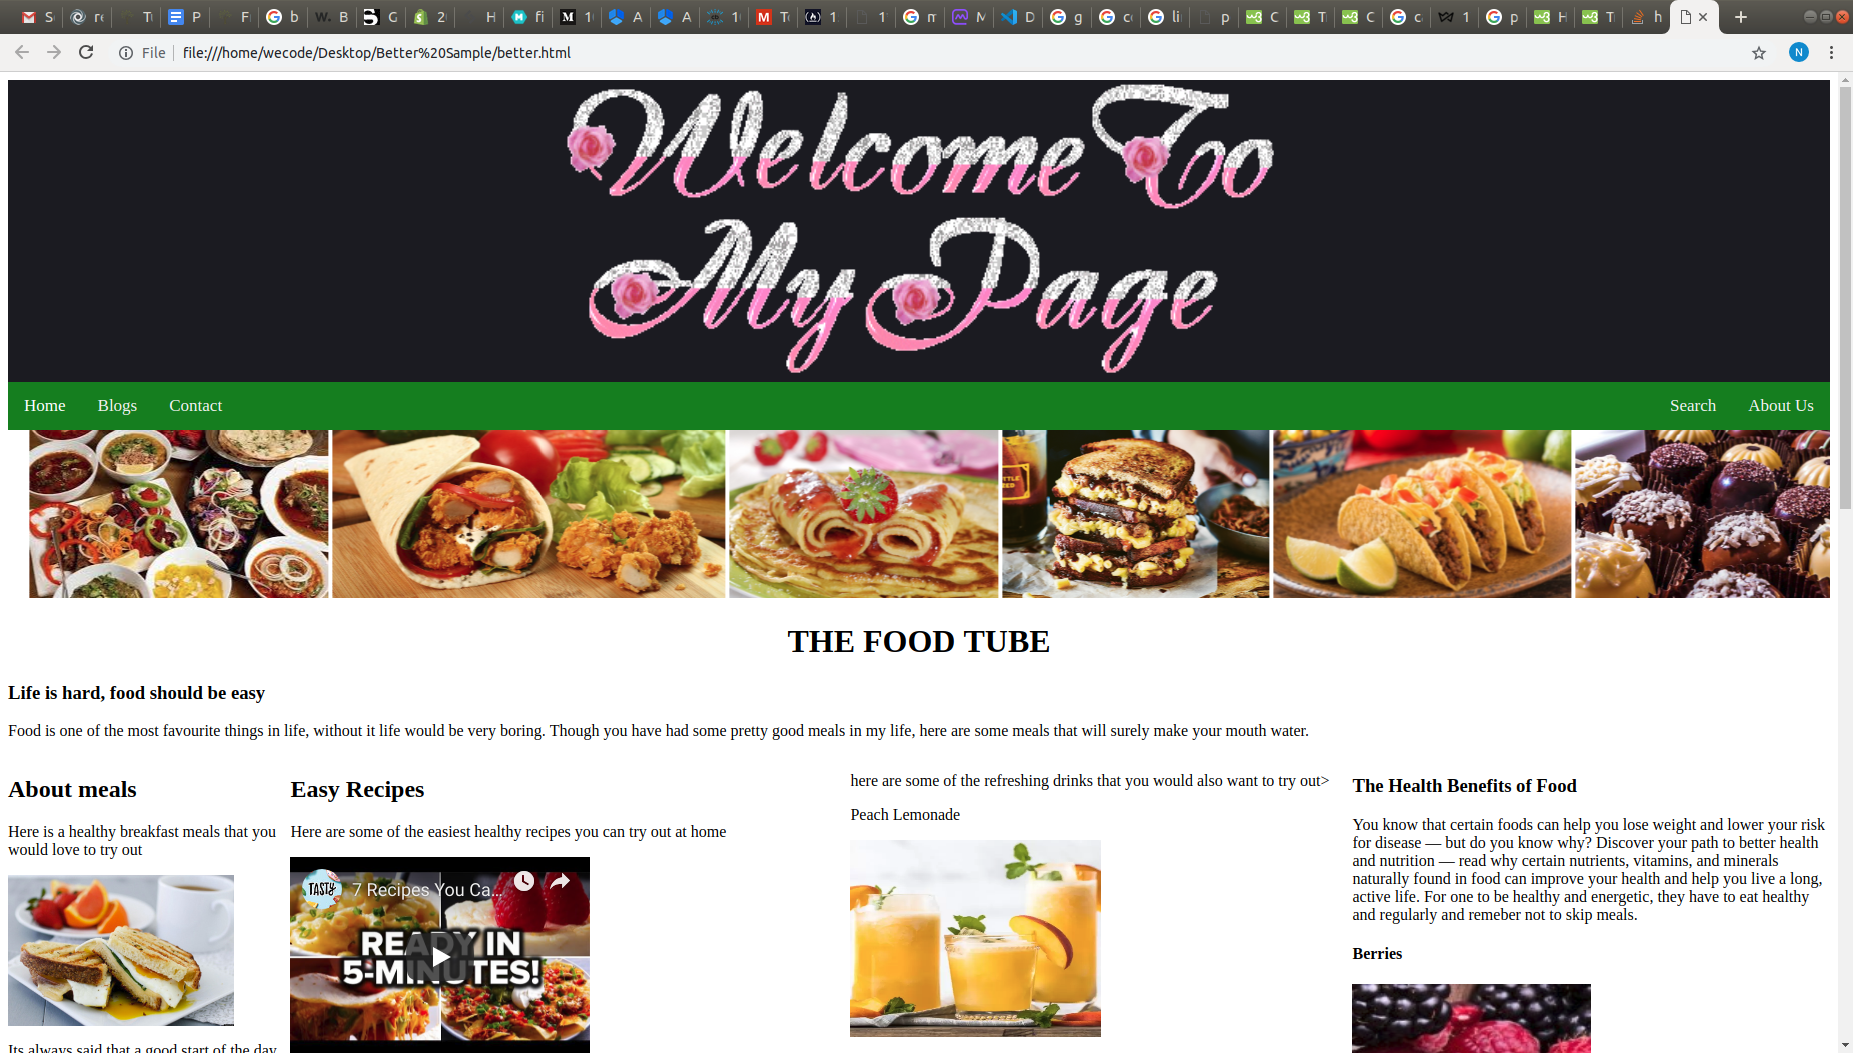 File
file:///home/wecode/Desktop/Better%20Sample/better.html
N
Welcome To
My Page
Home Blogs Contact Search About Us
THE FOOD TUBE
Life is hard, food should be easy
Food is one of the most favourite things in life, without it life would be very boring. Though you have had some pretty good meals in my life, here are some meals that will surely make your mouth water.
About meals
Here is a healthy breakfast meals that you
would love to try out
Its always said that a good start of the day
Easy Recipes
Here are some of the easiest healthy recipes you can try out at home
TASTY
7 Recipes You Ca...
READY IN
5-MINUTES!
here are some of the refreshing drinks that you would also want to try out>
Peach Lemonade
The Health Benefits of Food
You know that certain foods can help you lose weight and lower your risk
for disease — but do you know why? Discover your path to better health
and nutrition — read why certain nutrients, vitamins, and minerals
naturally found in food can improve your health and help you live a long,
active life. For one to be healthy and energetic, they have to eat healthy
and regularly and remeber not to skip meals.
Berries